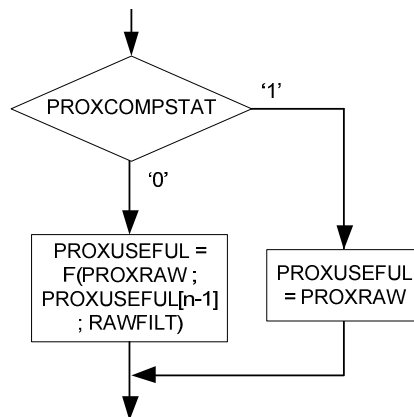 PROXCOMPSTAT
‘1’
‘0’
PROXUSEFUL =
F(PROXRAW ;
PROXUSEFUL[n-1]
; RAWFILT)
PROXUSEFUL
= PROXRAW